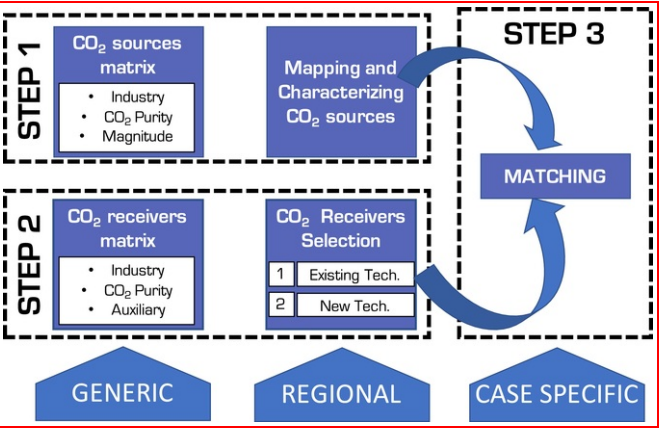 STEP 1
CO₂ sources
matrix
• Industry
• CO₂ Purity
• Magnitude
Mapping and
Characterizing
CO₂ sources
STEP 2
CO₂ receivers
matrix
• Industry
• CO₂ Purity
• Auxiliary
CO₂ Receivers
Selection
1 Existing Tech.
2 New Tech.
STEP 3
MATCHING
GENERIC
REGIONAL
CASE SPECIFIC